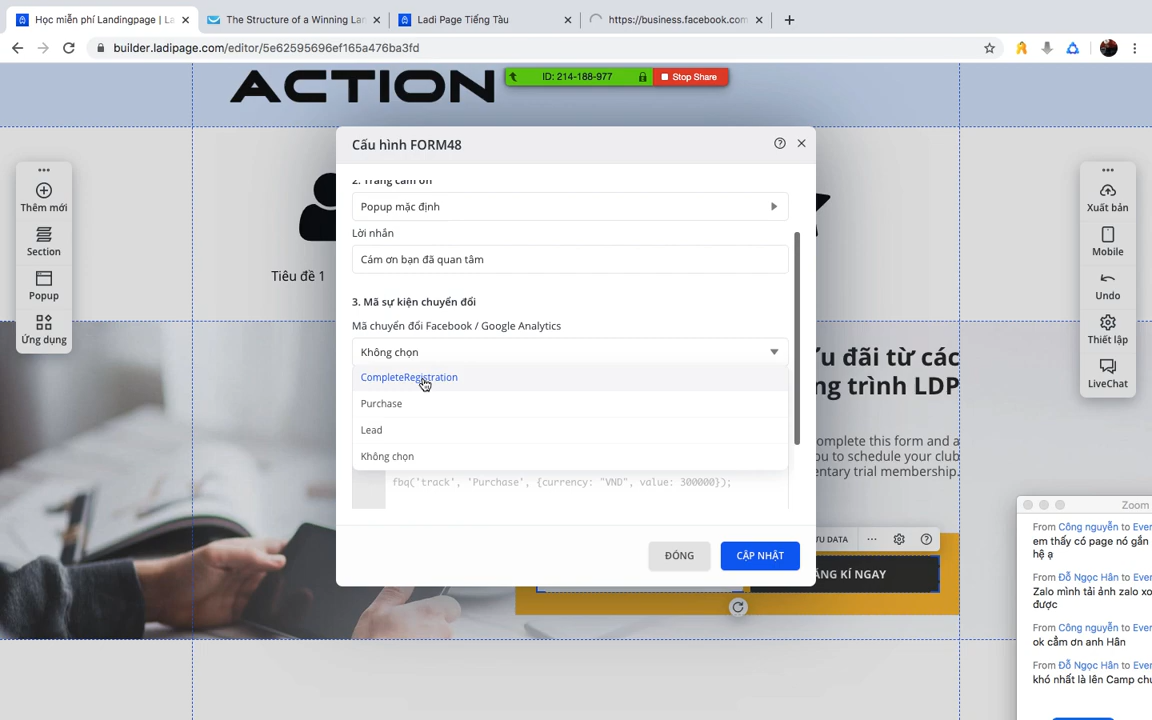 Học miễn phí Landingpage | La
The Structure of a Winning Lan
Ladi Page Tiếng Tàu
https://business.facebook.com
builder.ladipage.com/editor/5e62595696ef165a476ba3fd
ACTION
ID: 214-188-977
Stop Share
Cấu hình FORM48
2. Trang cảm ơn
Popup mặc định
Lời nhắn
Cám ơn bạn đã quan tâm
3. Mã sự kiện chuyển đổi
Mã chuyển đổi Facebook / Google Analytics
Không chọn
CompleteRegistration
Purchase
Lead
Không chọn
fbq('track', 'Purchase', {currency: "VND", value: 300000});
ĐÓNG
CẬP NHẬT
Thêm mới
Section
Popup
Ứng dụng
Tiêu đề 1
Xuất bản
Mobile
Undo
Thiết lập
LiveChat
u đãi từ các
ng trình LDP
omplete this form and a
ou to schedule your club
entary trial membership.
ƯU DATA
ĂNG KÍ NGAY
Zoom
From Công nguyễn to Ever
em thấy có page nó gắn
hệ ạ
From Đỗ Ngọc Hân to Ever
Zalo mình tải ảnh zalo xo
được
From Công nguyễn to Ever
ok cảm ơn anh Hân
From Đỗ Ngọc Hân to Ever
khó nhất là lên Camp chu